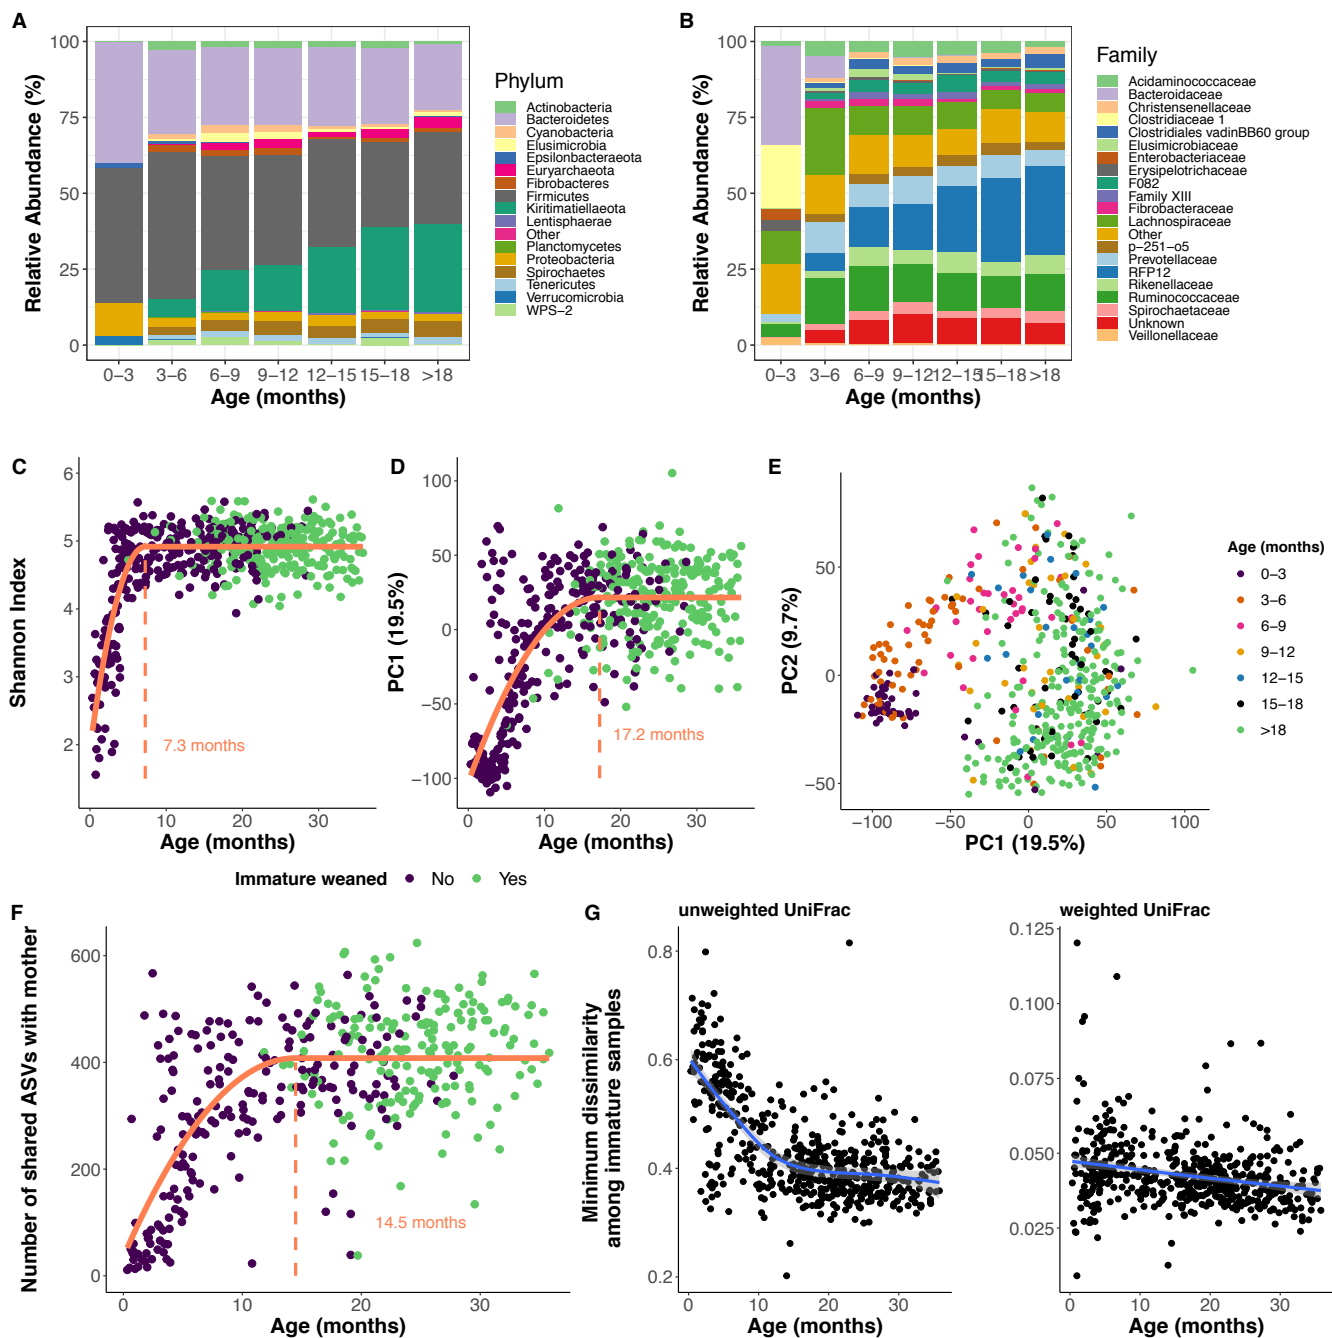 A
Relative Abundance (%)
100
75
50
25
0
0−3 3−6 6−9 9−12 12−15 15−18 >18
Age (months)
Phylum
Actinobacteria
Bacteroidetes
Cyanobacteria
Elusimicrobia
Epsilonbacteraeota
Euryarchaeota
Fibrobacteres
Firmicutes
Kiritimatiellaeota
Lentisphaerae
Other
Planctomycetes
Proteobacteria
Spirochaetes
Tenericutes
Verrucomicrobia
WPS−2
B
Relative Abundance (%)
100
75
50
25
0
0−3 3−6 6−9 9−12 12−15 15−18 >18
Age (months)
Family
Acidaminococcaceae
Bacteroidaceae
Christensenellaceae
Clostridiaceae 1
Clostridiales vadinBB60 group
Elusimicrobiaceae
Enterobacteriaceae
Erysipelotrichaceae
F082
Family XIII
Fibrobacteraceae
Lachnospiraceae
Other
p−251−o5
Prevotellaceae
RFP12
Rikenellaceae
Ruminococcaceae
Spirochaetaceae
Unknown
Veillonellaceae
C
Shannon Index
6
5
4
3
2
7.3 months
0 10 20 30
Age (months)
D
PC1 (19.5%)
100
50
0
−50
−100
17.2 months
0 10 20 30
Age (months)
Immature weaned No Yes
E
PC2 (9.7%)
50
0
−50
−100 −50 0 50 100
PC1 (19.5%)
Age (months)
0−3
3−6
6−9
9−12
12−15
15−18
>18
F
Number of shared ASVs with mother
600
400
200
0
14.5 months
0 10 20 30
Age (months)
G
Minimum dissimilarity
among immature samples
unweighted UniFrac
0.8
0.6
0.4
0.2
0 10 20 30
Age (months)
weighted UniFrac
0.125
0.100
0.075
0.050
0.025
0 10 20 30
Age (months)